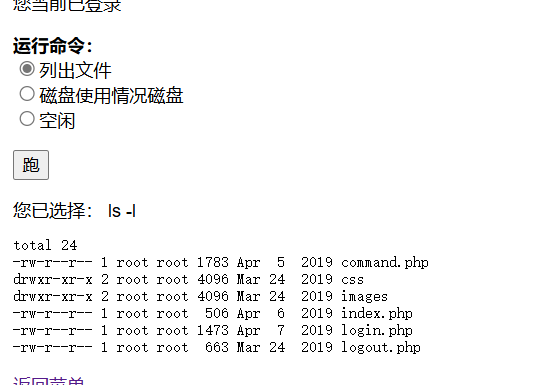 您当前已登录
运行命令：
列出文件
磁盘使用情况磁盘
空闲
跑
您已选择： ls -l
total 24
-rw-r--r-- 1 root root 1783 Apr  5  2019 command.php
drwxr-xr-x 2 root root 4096 Mar 24  2019 css
drwxr-xr-x 2 root root 4096 Mar 24  2019 images
-rw-r--r-- 1 root root  506 Apr  6  2019 index.php
-rw-r--r-- 1 root root 1473 Apr  7  2019 login.php
-rw-r--r-- 1 root root  663 Mar 24  2019 logout.php
返回菜单